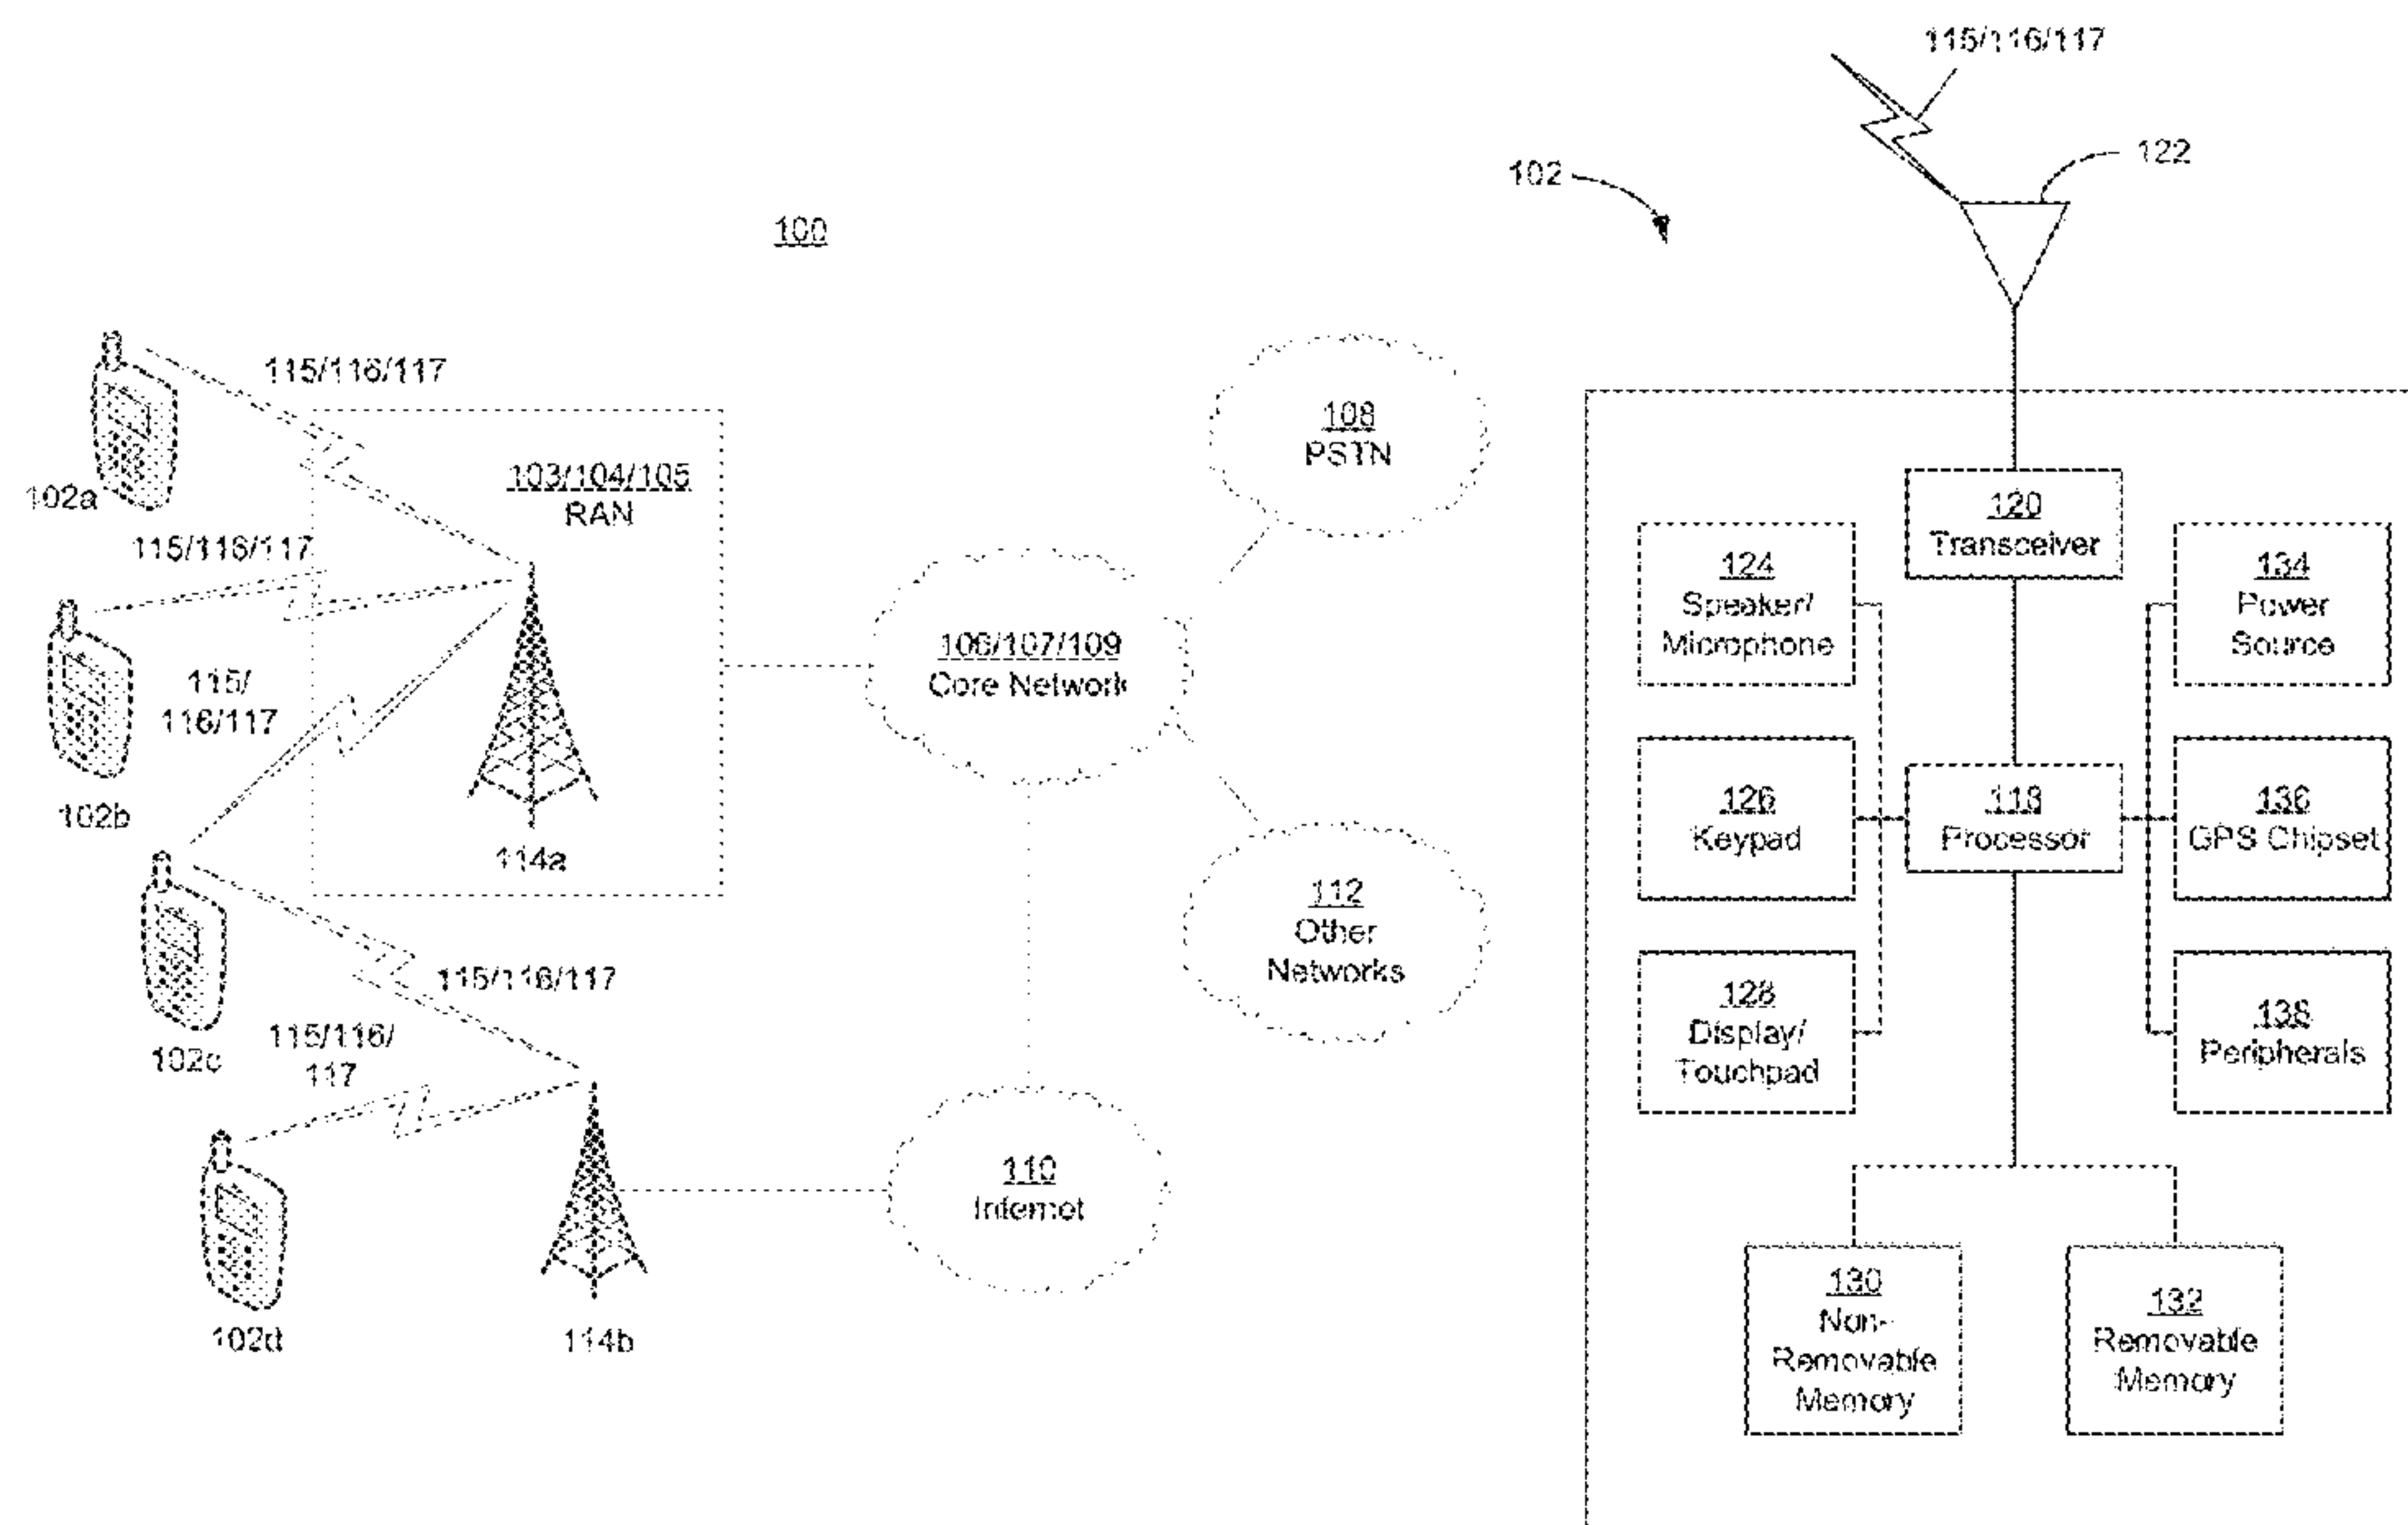 100
102a
115/116/117
103/104/105
RAN
115/116/117
102b
115/
116/117
114a
106/107/109
Core Network
108
PSTN
112
Other
Networks
102c
115/116/117
115/116/
117
102d
114b
110
Internet
115/116/117
102
122
120
Transceiver
124
Speaker/
Microphone
134
Power
Source
126
Keypad
118
Processor
136
GPS Chipset
128
Display/
Touchpad
138
Peripherals
130
Non-
Removable
Memory
132
Removable
Memory